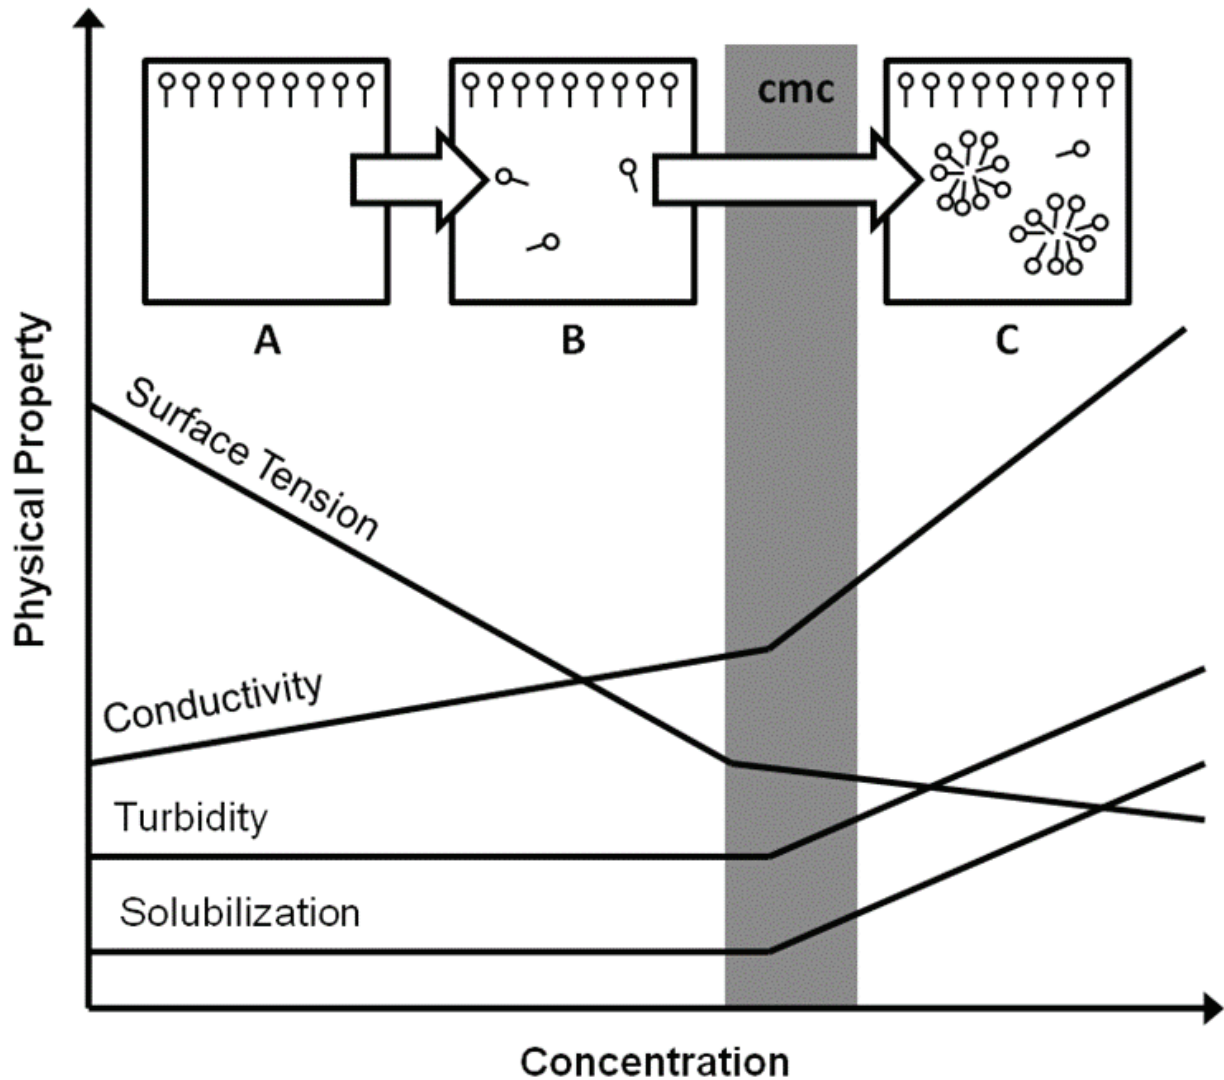 cmc
A
B
C
Physical Property
Surface Tension
Conductivity
Turbidity
Solubilization
Concentration